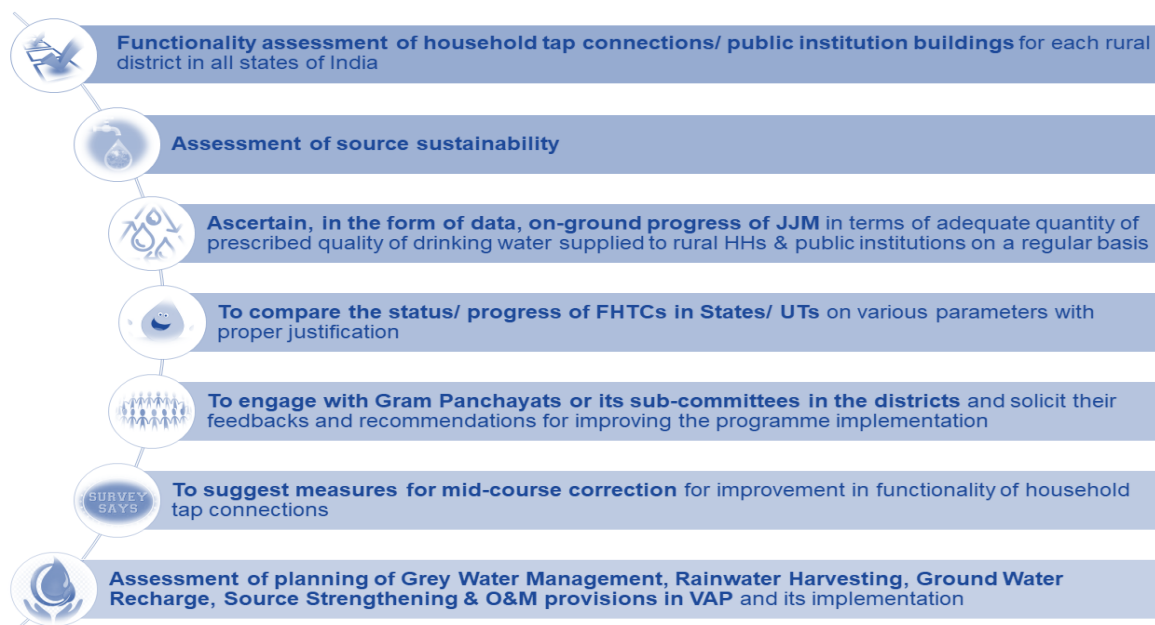 Functionality assessment of household tap connections/ public institution buildings for each rural
district in all states of India
Assessment of source sustainability
Ascertain, in the form of data, on-ground progress of JJM in terms of adequate quantity of
prescribed quality of drinking water supplied to rural HHs & public institutions on a regular basis
To compare the status/ progress of FHTCs in States/ UTs on various parameters with
proper justification
To engage with Gram Panchayats or its sub-committees in the districts and solicit their
feedbacks and recommendations for improving the programme implementation
SURVEY
SAYS
To suggest measures for mid-course correction for improvement in functionality of household
tap connections
Assessment of planning of Grey Water Management, Rainwater Harvesting, Ground Water
Recharge, Source Strengthening & O&M provisions in VAP and its implementation